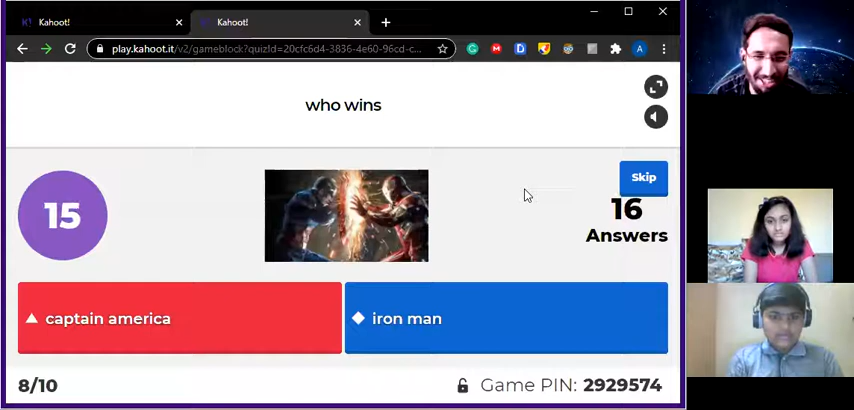 Kahoot!
Kahoot!
play.kahoot.it/v2/gameblock?quizId=20cfc6d4-3836-4e60-96cd-c...
A
who wins
Skip
15
16
Answers
captain america
iron man
8/10
Game PIN: 2929574